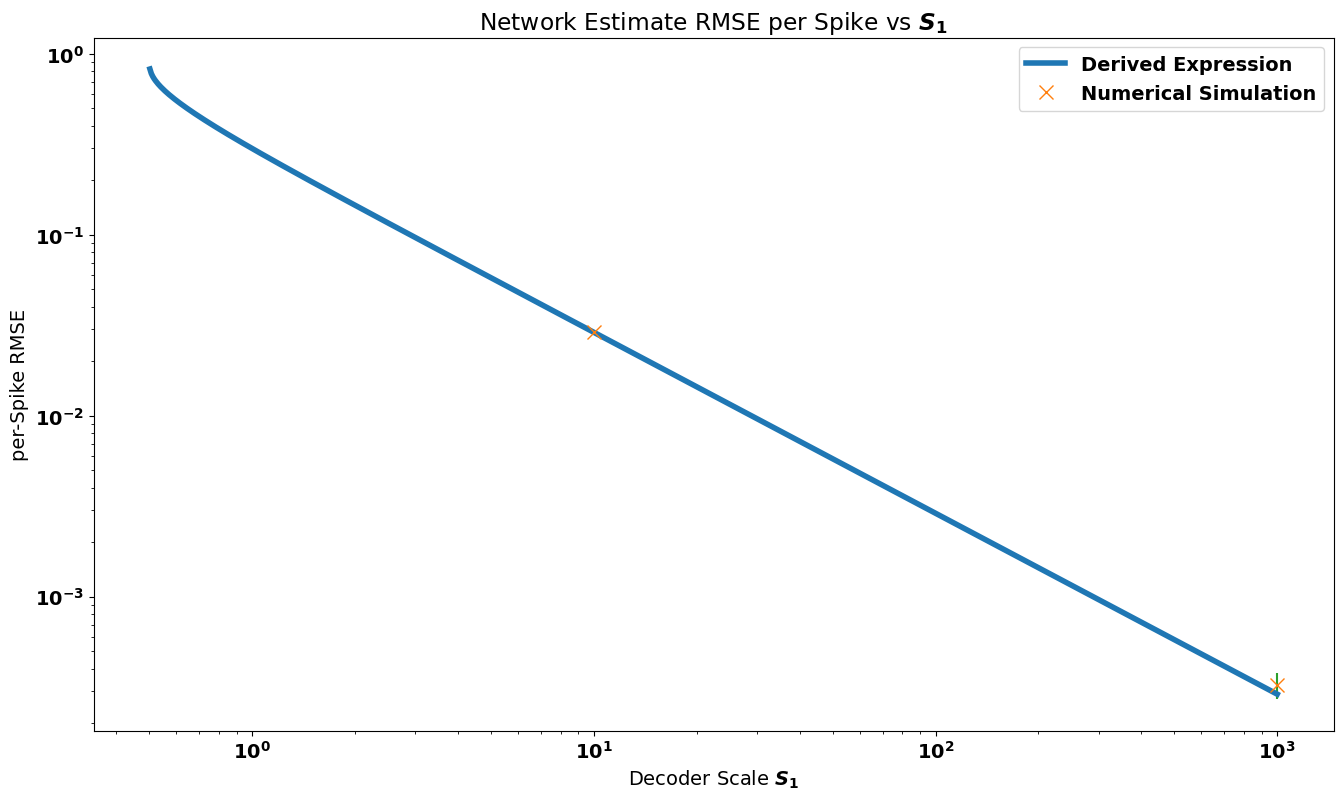 Network Estimate RMSE per Spike vs S₁
Derived Expression
Numerical Simulation
per-Spike RMSE
10⁰
10⁻¹
10⁻²
10⁻³
10⁰ 10¹ 10² 10³
Decoder Scale S₁